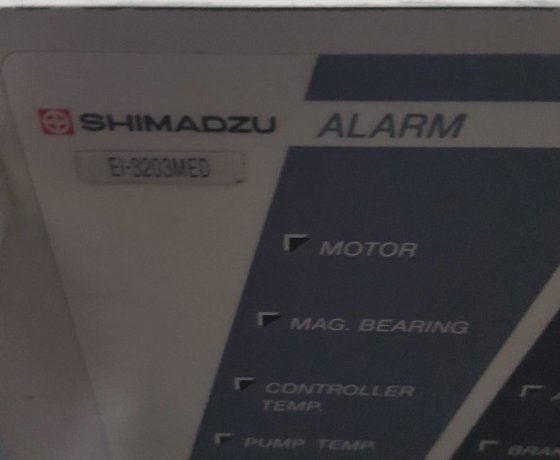 SHIMADZU
ALARM
EI-3203MED
MOTOR
MAG. BEARING
CONTROLLER
TEMP.
PUMP TEMP.